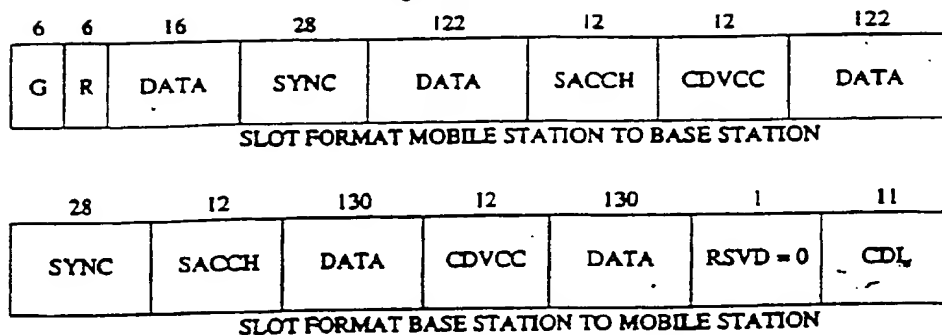 6 6 16 28 122 12 12 122
G R DATA SYNC DATA SACCH CDVCC DATA
SLOT FORMAT MOBILE STATION TO BASE STATION
28 12 130 12 130 1 11
SYNC SACCH DATA CDVCC DATA RSVD = 0 CDL
SLOT FORMAT BASE STATION TO MOBILE STATION